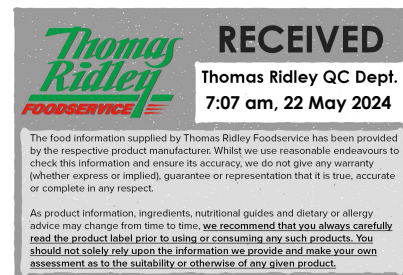 Thomas
Ridley
FOODSERVICE
RECEIVED
Thomas Ridley QC Dept.
7:07 am, 22 May 2024
The food information supplied by Thomas Ridley Foodservice has been provided
by the respective product manufacturer. Whilst we use reasonable endeavours to
check this information and ensure its accuracy, we do not give any warranty
(whether express or implied), guarantee or representation that it is true, accurate
or complete in any respect.
As product information, ingredients, nutritional guides and dietary or allergy
advice may change from time to time, we recommend that you always carefully
read the product label prior to using or consuming any such products. You
should not solely rely upon the information we provide and make your own
assessment as to the suitability or otherwise of any given product.